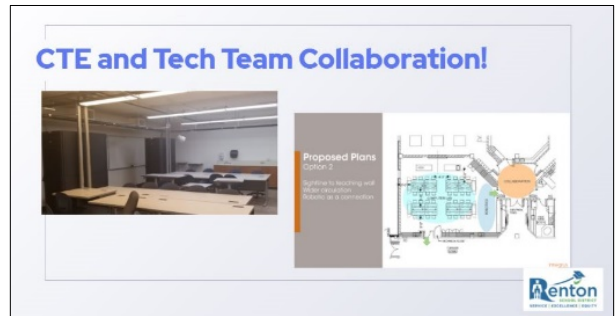 CTE and Tech Team Collaboration!
Proposed Plans
Option 2
Sightline to teaching wall
Wider circulation
Robotic as a connection
COLLABORATION
Renton
SCHOOL DISTRICT
SERVICE | EXCELLENCE | EQUITY